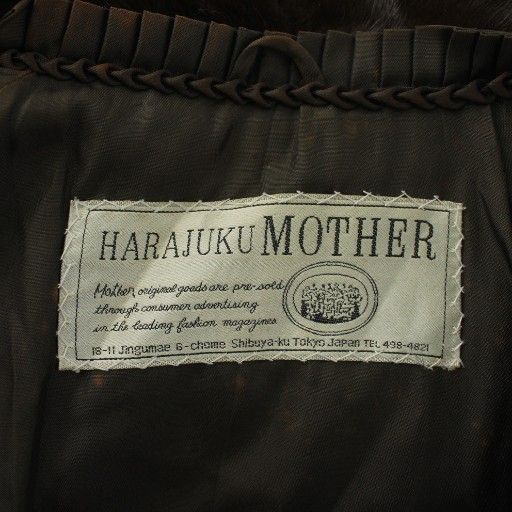 HARAJUKU MOTHER
Mother, original goods are pre-sold
through consumer advertising
in the leading fashion magazines
18-11 Jingumae 6-chome Shibuya-ku Tokyo Japan TEL 498-4821